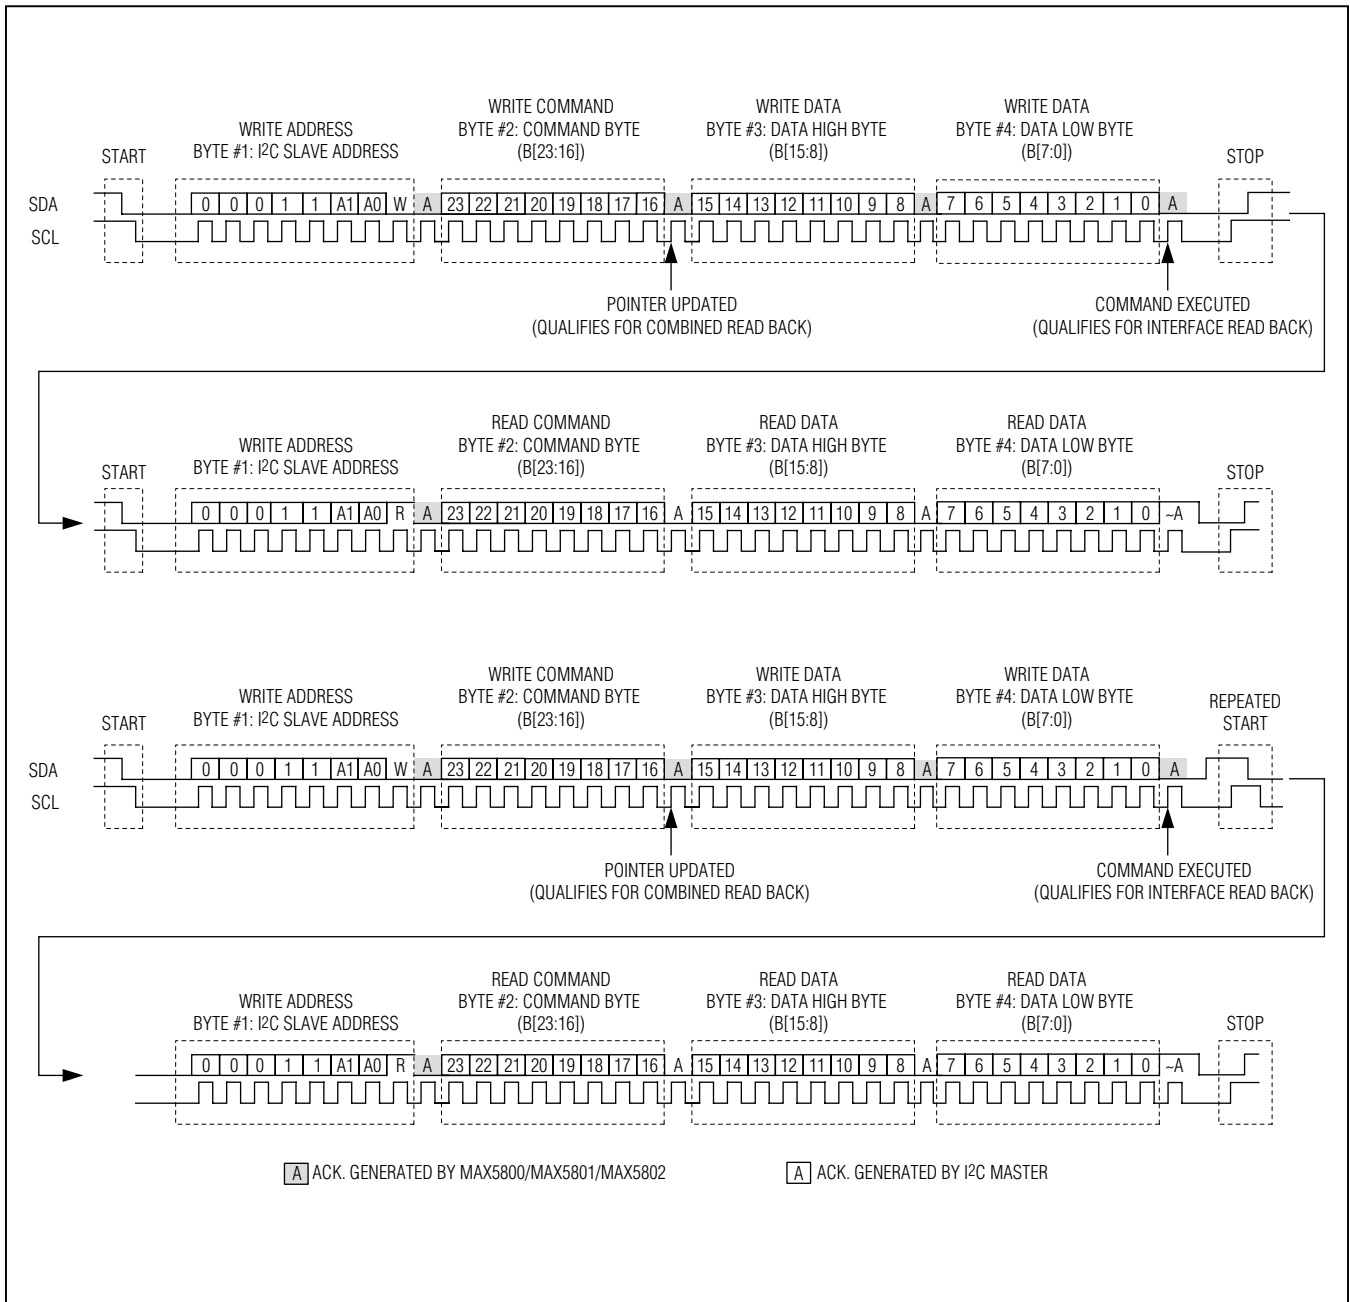 WRITE COMMAND
BYTE #2: COMMAND BYTE
(B[23:16])
WRITE DATA
BYTE #3: DATA HIGH BYTE
(B[15:8])
WRITE DATA
BYTE #4: DATA LOW BYTE
(B[7:0])
WRITE ADDRESS
BYTE #1: I2C SLAVE ADDRESS
START
STOP
SDA
0 0 0 1 1 A1 A0 W A 23 22 21 20 19 18 17 16 A 15 14 13 12 11 10 9 8 A 7 6 5 4 3 2 1 0 A
SCL
POINTER UPDATED
(QUALIFIES FOR COMBINED READ BACK)
COMMAND EXECUTED
(QUALIFIES FOR INTERFACE READ BACK)
READ COMMAND
BYTE #2: COMMAND BYTE
(B[23:16])
READ DATA
BYTE #3: DATA HIGH BYTE
(B[15:8])
READ DATA
BYTE #4: DATA LOW BYTE
(B[7:0])
WRITE ADDRESS
BYTE #1: I2C SLAVE ADDRESS
START
STOP
0 0 0 1 1 A1 A0 R A 23 22 21 20 19 18 17 16 A 15 14 13 12 11 10 9 8 A 7 6 5 4 3 2 1 0 ~A
WRITE COMMAND
BYTE #2: COMMAND BYTE
(B[23:16])
WRITE DATA
BYTE #3: DATA HIGH BYTE
(B[15:8])
WRITE DATA
BYTE #4: DATA LOW BYTE
(B[7:0])
WRITE ADDRESS
BYTE #1: I2C SLAVE ADDRESS
START
REPEATED
START
SDA
0 0 0 1 1 A1 A0 W A 23 22 21 20 19 18 17 16 A 15 14 13 12 11 10 9 8 A 7 6 5 4 3 2 1 0 A
SCL
POINTER UPDATED
(QUALIFIES FOR COMBINED READ BACK)
COMMAND EXECUTED
(QUALIFIES FOR INTERFACE READ BACK)
READ COMMAND
BYTE #2: COMMAND BYTE
(B[23:16])
READ DATA
BYTE #3: DATA HIGH BYTE
(B[15:8])
READ DATA
BYTE #4: DATA LOW BYTE
(B[7:0])
WRITE ADDRESS
BYTE #1: I2C SLAVE ADDRESS
STOP
0 0 0 1 1 A1 A0 R A 23 22 21 20 19 18 17 16 A 15 14 13 12 11 10 9 8 A 7 6 5 4 3 2 1 0 ~A
A ACK. GENERATED BY MAX5800/MAX5801/MAX5802
A ACK. GENERATED BY I2C MASTER